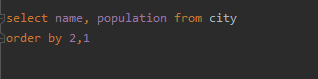 select name, population from city
order by 2,1